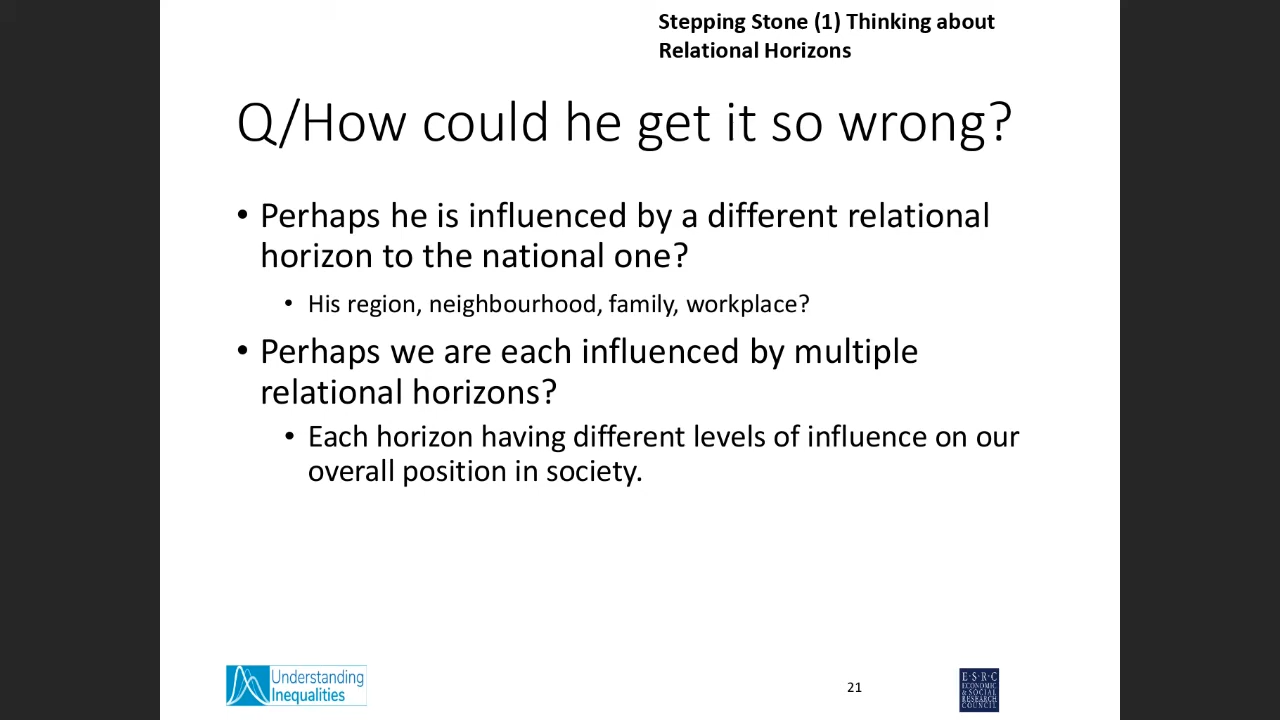 Stepping Stone (1) Thinking about
Relational Horizons
Q/How could he get it so wrong?
• Perhaps he is influenced by a different relational
horizon to the national one?
• His region, neighbourhood, family, workplace?
• Perhaps we are each influenced by multiple
relational horizons?
• Each horizon having different levels of influence on our
overall position in society.
Understanding
Inequalities
21
E·S·R·C
ECONOMIC
& SOCIAL
RESEARCH
COUNCIL